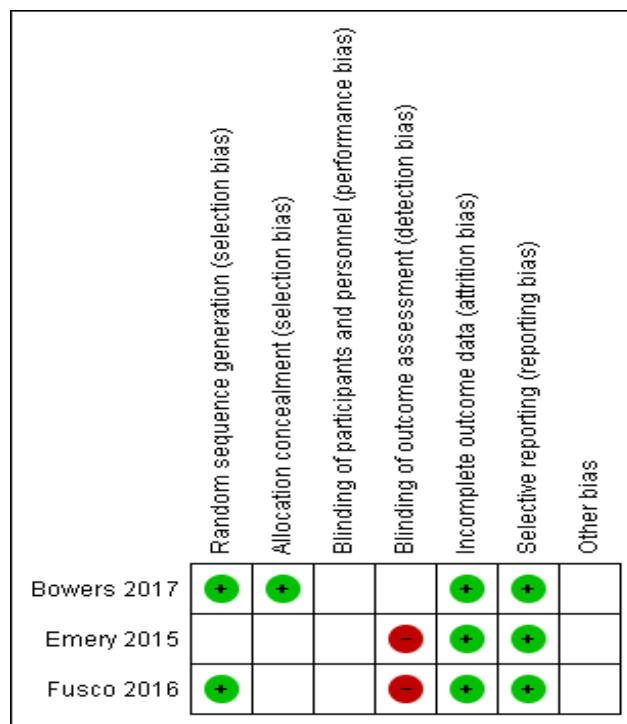 Random sequence generation (selection bias)
Allocation concealment (selection bias)
Blinding of participants and personnel (performance bias)
Blinding of outcome assessment (detection bias)
Incomplete outcome data (attrition bias)
Selective reporting (reporting bias)
Other bias
Bowers 2017 + + + +
Emery 2015 - + +
Fusco 2016 + - + +